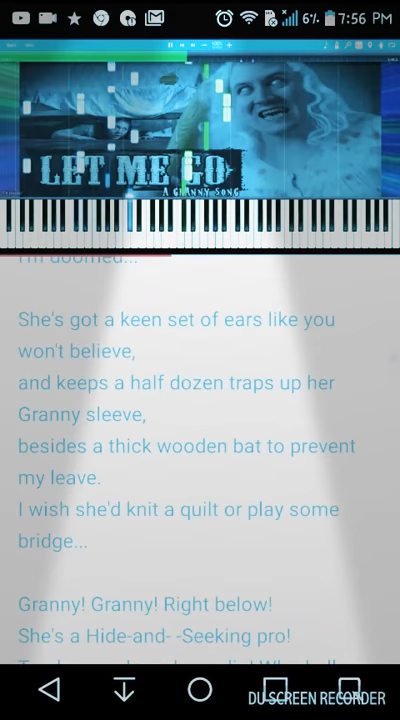 6% 7:56 PM
LET ME GO
A GRANNY SONG
I'm doomed...
She's got a keen set of ears like you
won't believe,
and keeps a half dozen traps up her
Granny sleeve,
besides a thick wooden bat to prevent
my leave.
I wish she'd knit a quilt or play some
bridge...
Granny! Granny! Right below!
She's a Hide-and- -Seeking pro!
DU SCREEN RECORDER